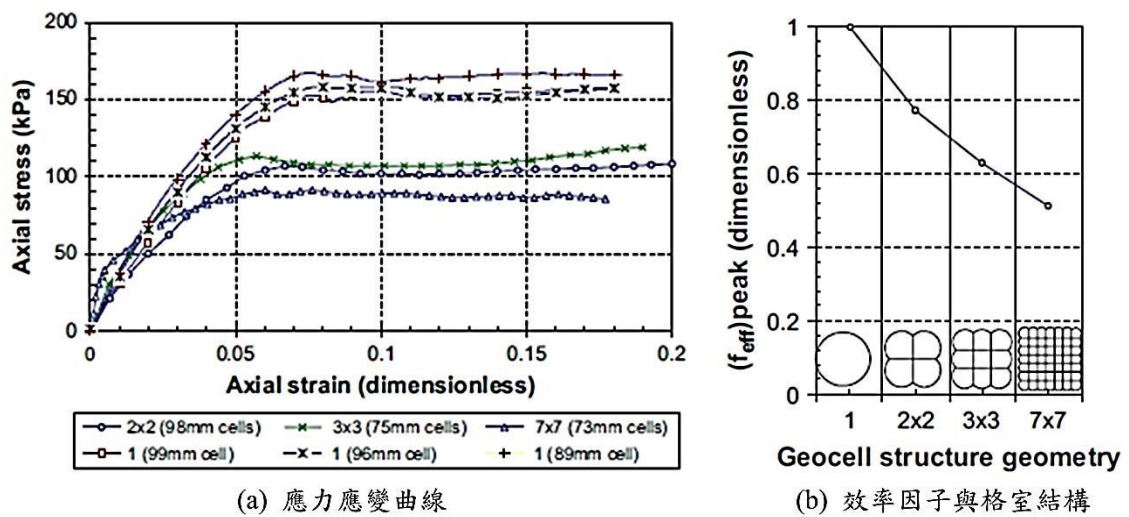 200
150
100
50
0
Axial stress (kPa)
0 0.05 0.1 0.15 0.2
Axial strain (dimensionless)
2x2 (98mm cells) 3x3 (75mm cells) 7x7 (73mm cells)
1 (99mm cell) 1 (96mm cell) 1 (89mm cell)
(a) 應力應變曲線
1
0.8
0.6
0.4
0.2
0
(feff)peak (dimensionless)
1 2x2 3x3 7x7
Geocell structure geometry
(b) 效率因子與格室結構